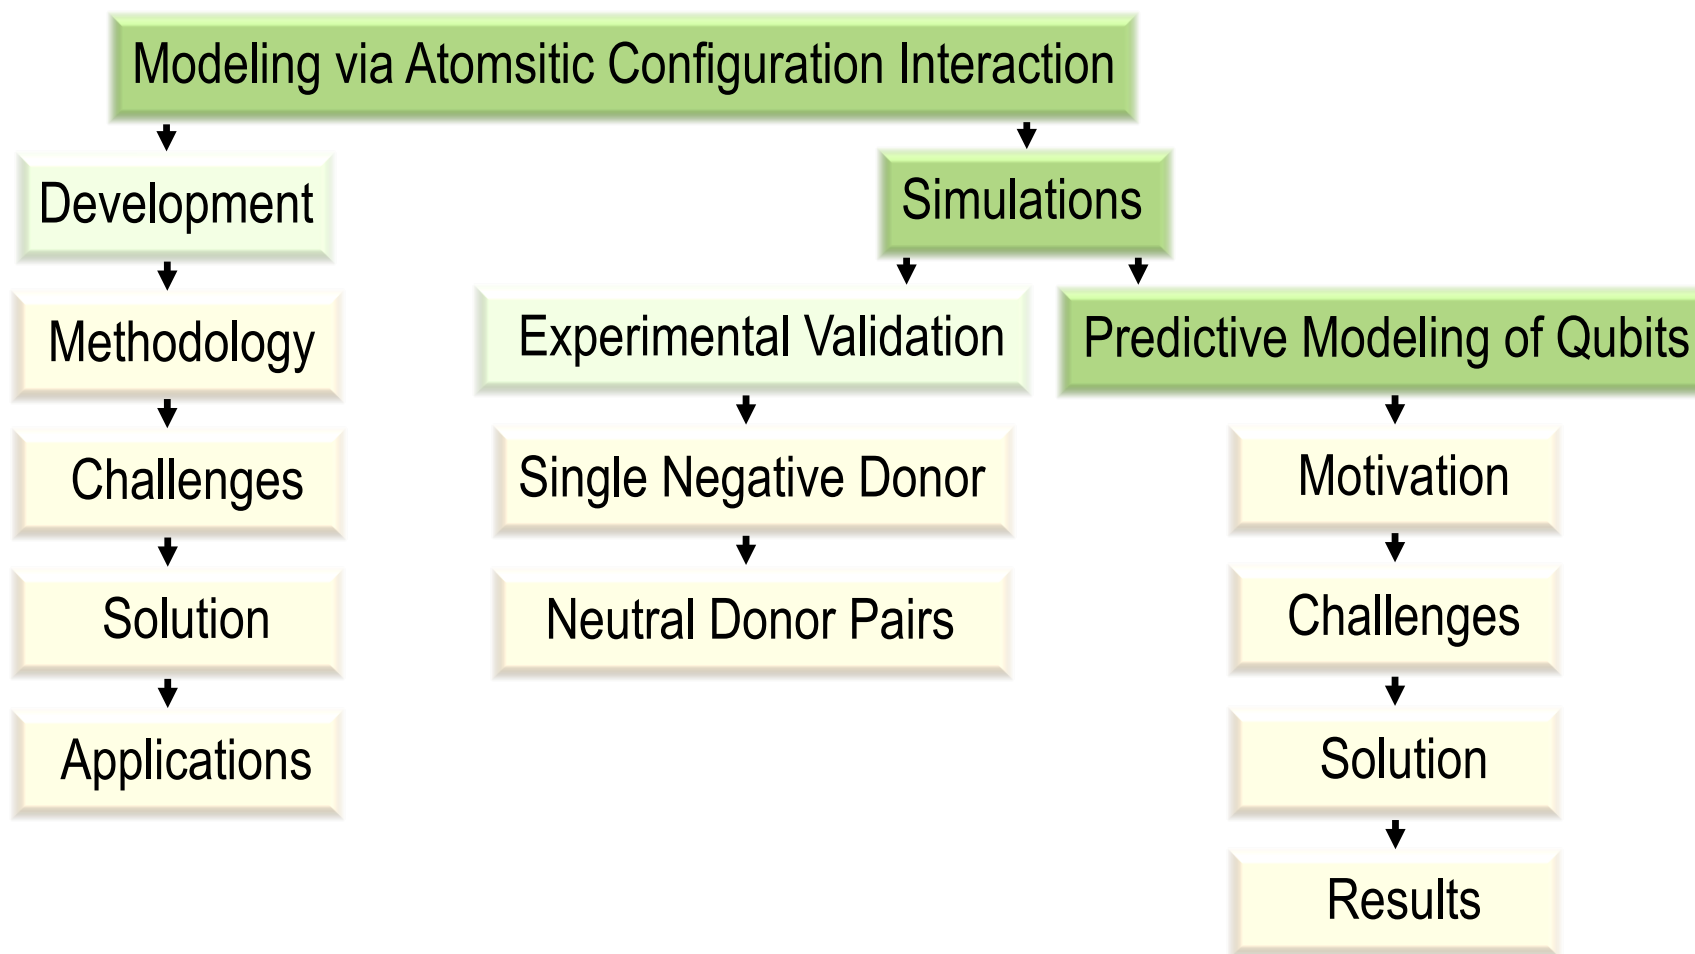 Modeling via Atomsitic Configuration Interaction
Development
Simulations
Methodology
Experimental Validation
Predictive Modeling of Qubits
Challenges
Single Negative Donor
Motivation
Solution
Neutral Donor Pairs
Challenges
Applications
Solution
Results